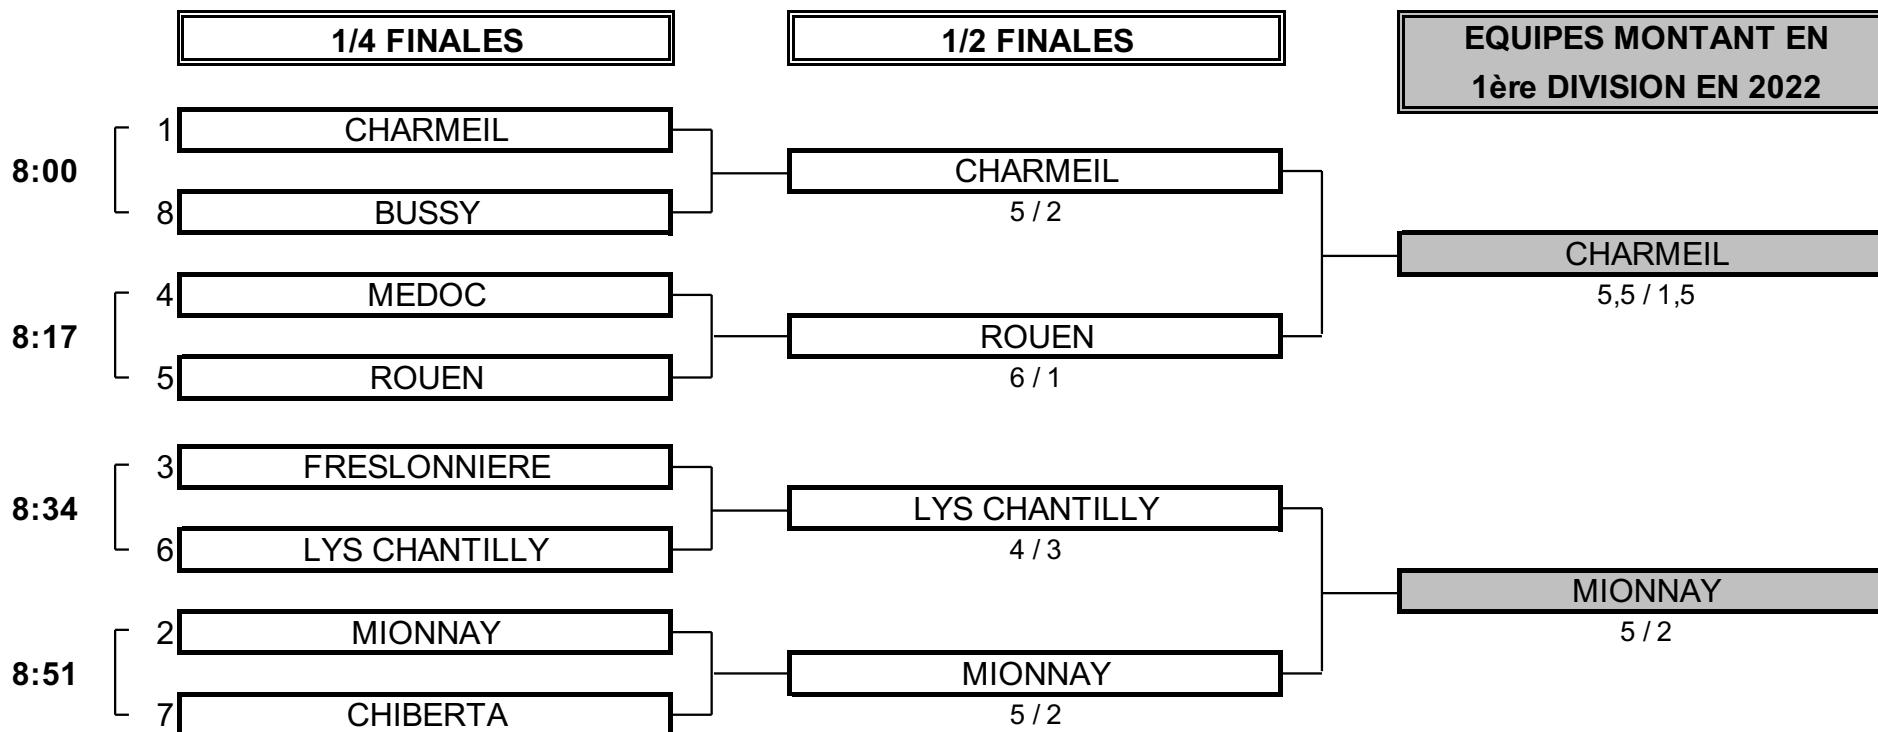 1/4 FINALES
1/2 FINALES
EQUIPES MONTANT EN
1ère DIVISION EN 2022
8:00
1 CHARMEIL
8 BUSSY
CHARMEIL
5 / 2
8:17
4 MEDOC
5 ROUEN
ROUEN
6 / 1
CHARMEIL
5,5 / 1,5
8:34
3 FRESLONNIERE
6 LYS CHANTILLY
LYS CHANTILLY
4 / 3
8:51
2 MIONNAY
7 CHIBERTA
MIONNAY
5 / 2
MIONNAY
5 / 2